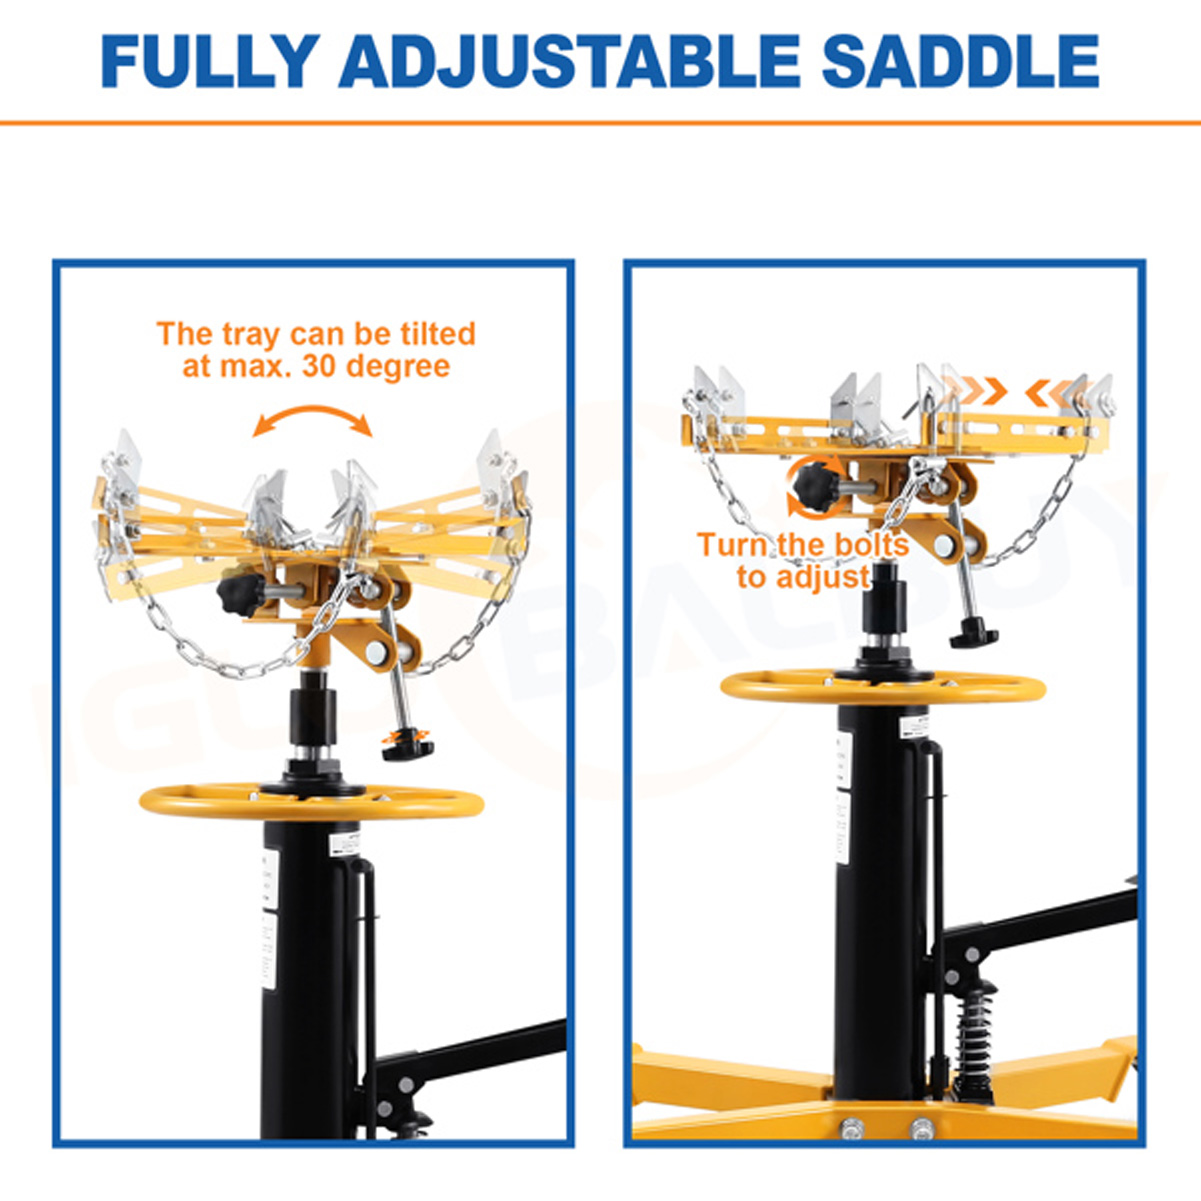 FULLY ADJUSTABLE SADDLE
The tray can be tilted
at max. 30 degree
Turn the bolts
to adjust